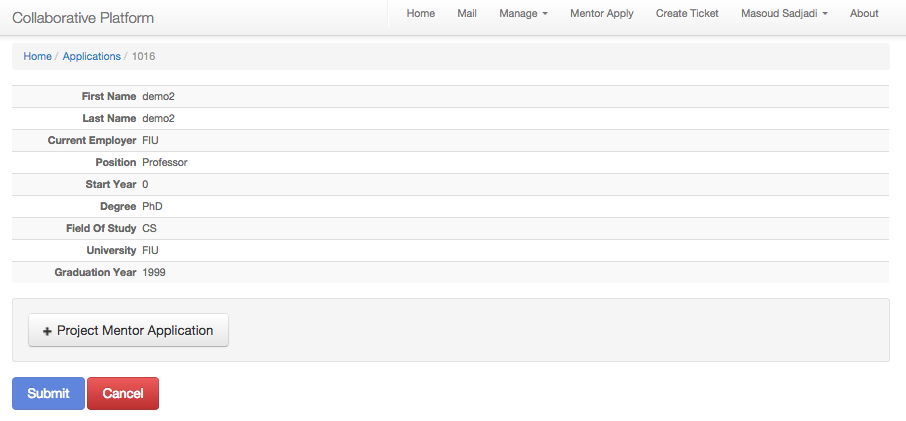 Collaborative Platform Home Mail Manage Mentor Apply Create Ticket Masoud Sadjadi About
Home / Applications / 1016
First Name demo2
Last Name demo2
Current Employer FIU
Position Professor
Start Year 0
Degree PhD
Field Of Study CS
University FIU
Graduation Year 1999
+ Project Mentor Application
Submit Cancel